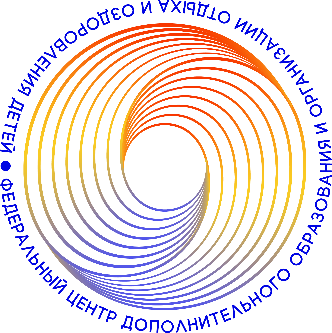 ФЕДЕРАЛЬНЫЙ ЦЕНТР ДОПОЛНИТЕЛЬНОГО ОБРАЗОВАНИЯ И ОРГАНИЗАЦИИ ОТДЫХА И ОЗДОРОВЛЕНИЯ ДЕТЕЙ •